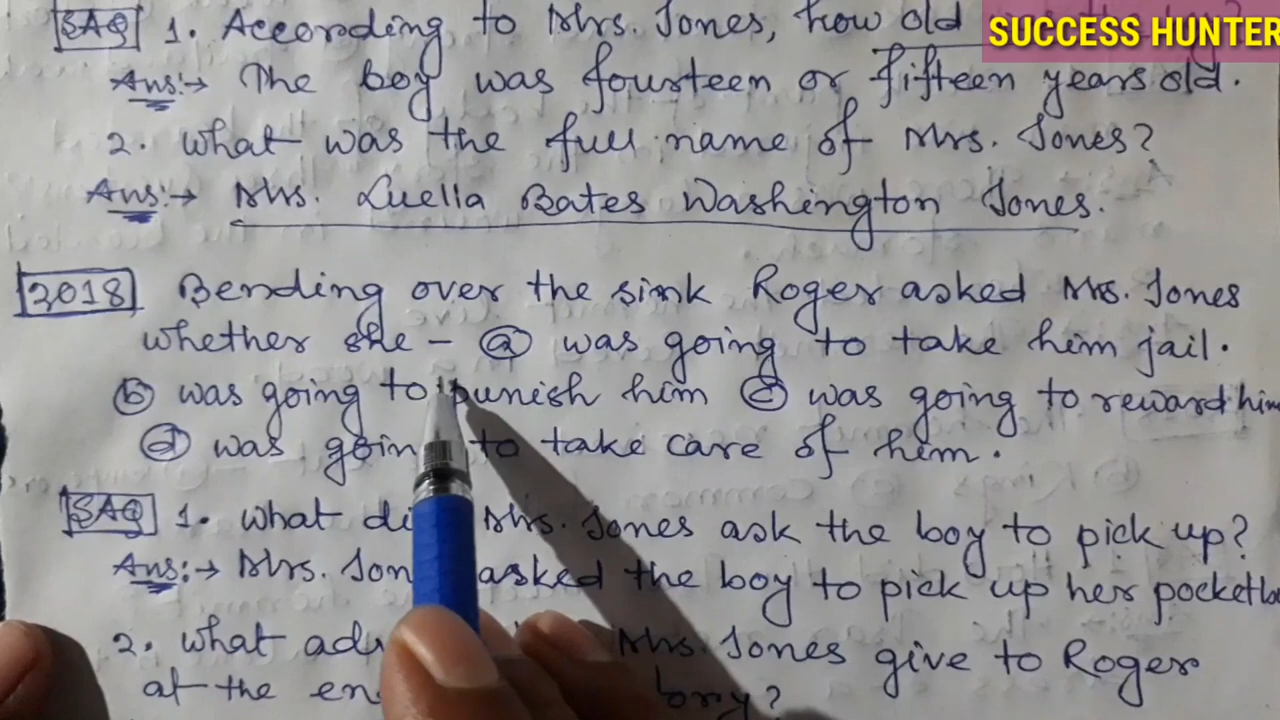 SAQ 1. According to Mrs. Jones, how old
SUCCESS HUNTER
Ans:→ The boy was fourteen or fifteen years old.
2. What was the full name of Mrs. Jones?
Ans:→ Mrs. Luella Bates Washington Jones.
2018 Bending over the sink Roger asked Mrs. Jones
whether she – (a) was going to take him jail.
(b) was going to punish him (c) was going to reward him
(d) was going to take care of him.
SAQ 1. What did Mrs. Jones ask the boy to pick up?
Ans:→ Mrs. Jones asked the boy to pick up her
2. What Mrs. Jones give to Roger
at the